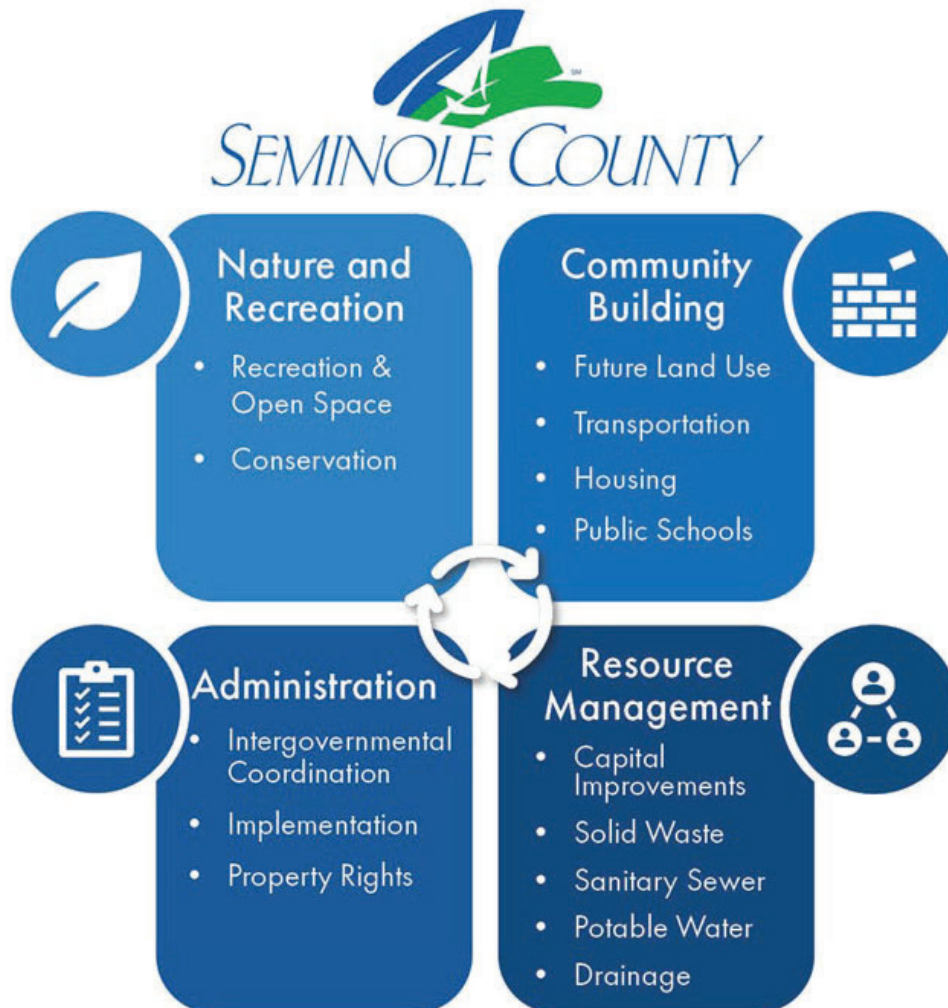 SM
SEMINOLE COUNTY
Nature and
Recreation
• Recreation &
Open Space
• Conservation
Community
Building
• Future Land Use
• Transportation
• Housing
• Public Schools
Administration
• Intergovernmental
Coordination
• Implementation
• Property Rights
Resource
Management
• Capital
Improvements
• Solid Waste
• Sanitary Sewer
• Potable Water
• Drainage